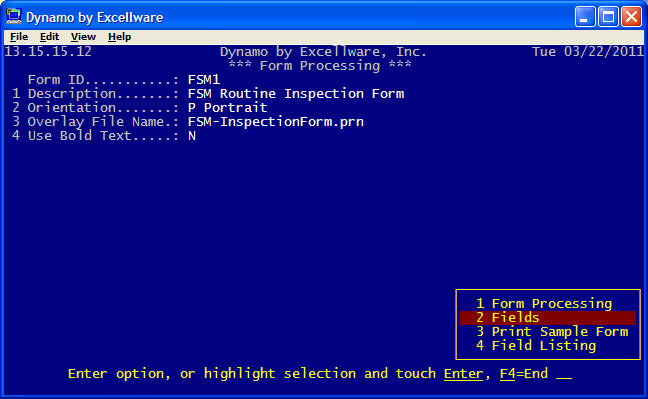 Dynamo by Excellware
File Edit View Help
13.15.15.12 Dynamo by Excellware, Inc. Tue 03/22/2011
*** Form Processing ***
Form ID...........: FSM1
1 Description.......: FSM Routine Inspection Form
2 Orientation.......: P Portrait
3 Overlay File Name.: FSM-InspectionForm.prn
4 Use Bold Text.....: N
1 Form Processing
2 Fields
3 Print Sample Form
4 Field Listing
Enter option, or highlight selection and touch Enter, F4=End __